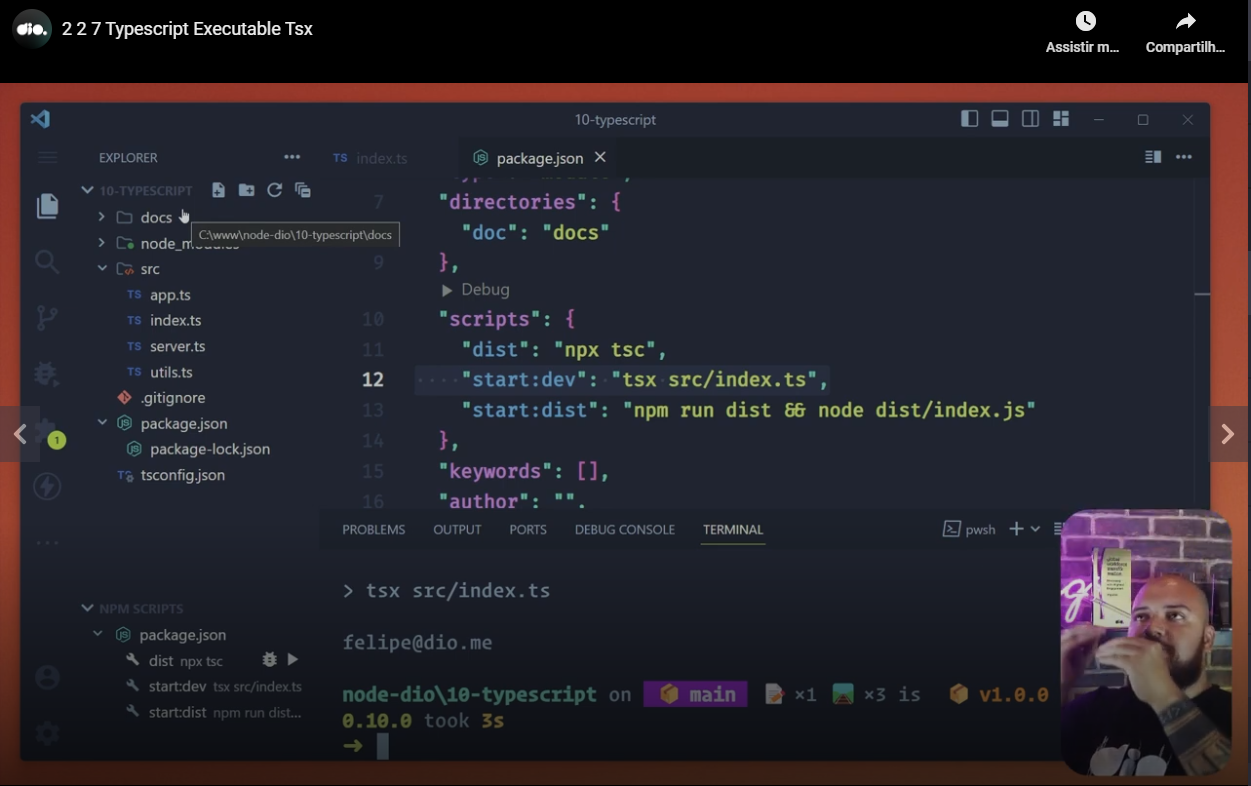 dio. 2 2 7 Typescript Executable Tsx
Assistir m...
Compartilh...
10-typescript
EXPLORER
10-TYPESCRIPT
docs
C:\www\node-dio\10-typescript\docs
src
TS app.ts
TS index.ts
TS server.ts
TS utils.ts
.gitignore
package.json
package-lock.json
tsconfig.json
1
NPM SCRIPTS
package.json
dist npx tsc
start:dev tsx src/index.ts
start:dist npm run dist...
TS index.ts
package.json
7 "directories": {
"doc": "docs"
9 },
Debug
10 "scripts": {
11 "dist": "npx tsc",
12 "start:dev": "tsx src/index.ts",
13 "start:dist": "npm run dist && node dist/index.js"
14 },
15 "keywords": [],
16 "author": "",
PROBLEMS OUTPUT PORTS DEBUG CONSOLE TERMINAL
pwsh
> tsx src/index.ts
felipe@dio.me
node-dio\10-typescript on main ×1 ×3 is v1.0.0
0.10.0 took 3s